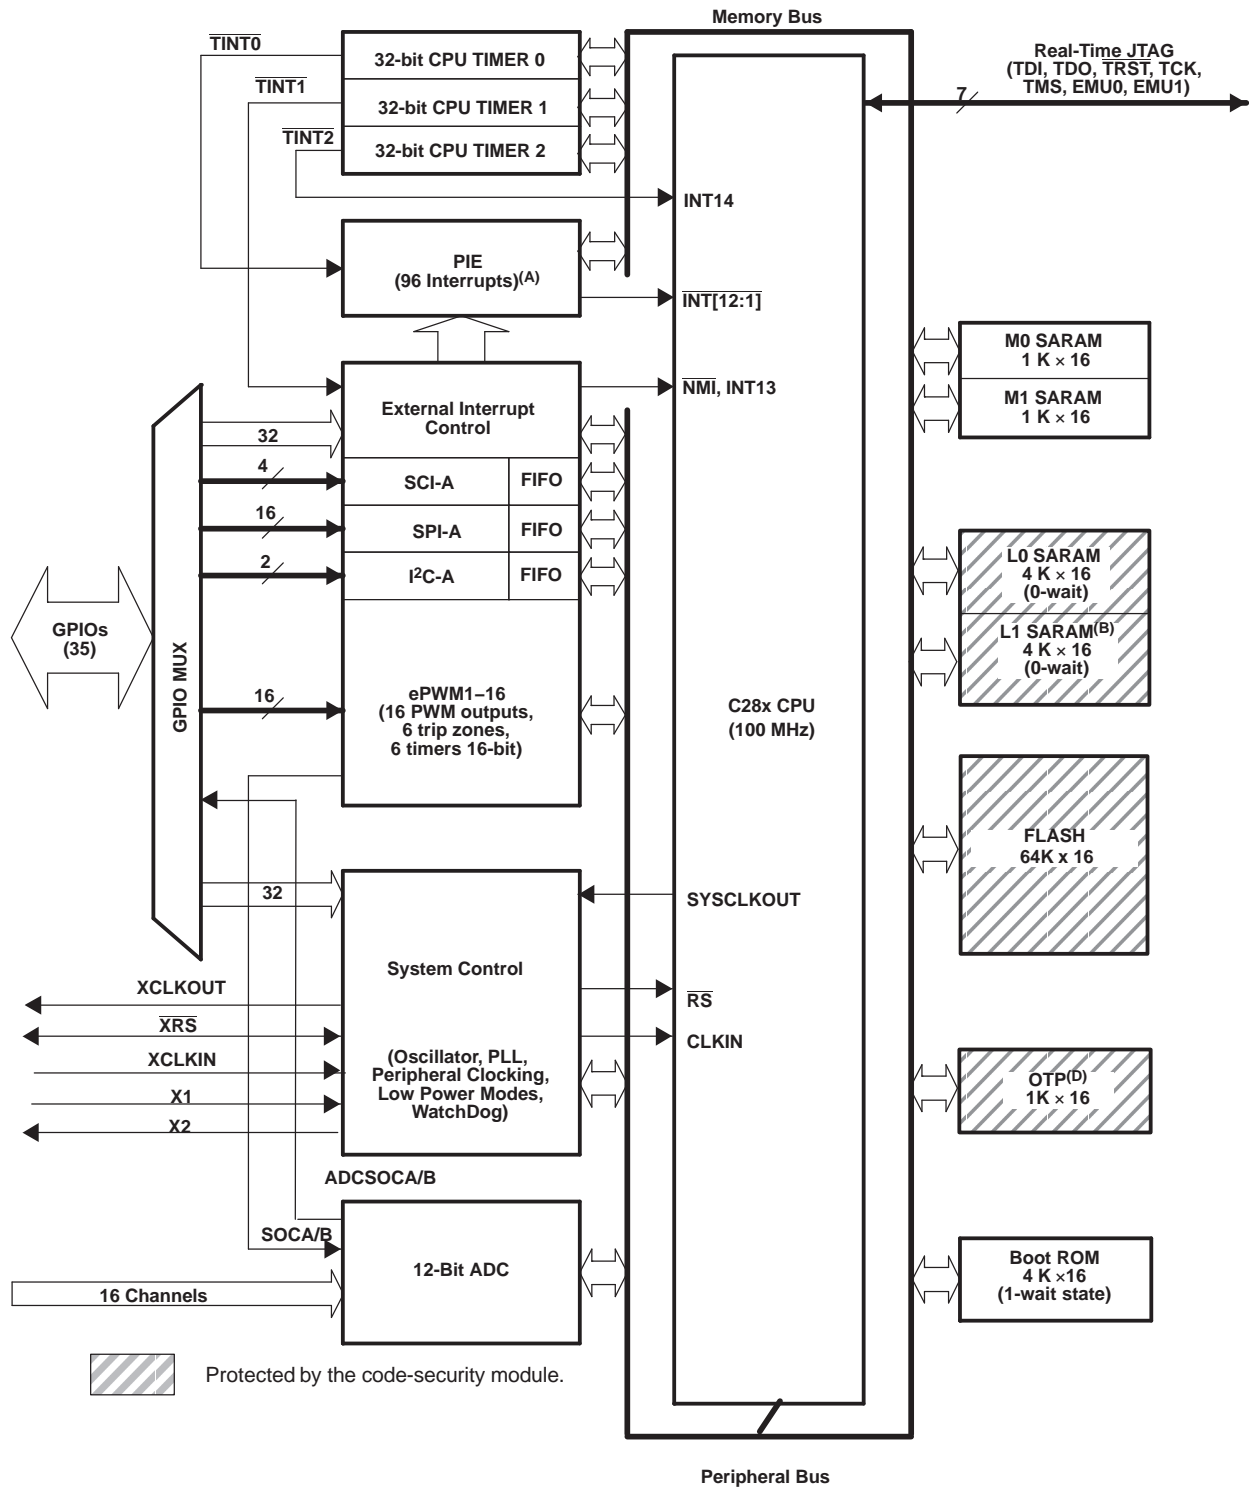 Memory Bus
TINT0
32-bit CPU TIMER 0
TINT1
32-bit CPU TIMER 1
TINT2
32-bit CPU TIMER 2
Real-Time JTAG
(TDI, TDO, TRST, TCK,
TMS, EMU0, EMU1)
7
INT14
PIE
(96 Interrupts)(A)
INT[12:1]
M0 SARAM
1 K × 16
M1 SARAM
1 K × 16
NMI, INT13
External Interrupt
Control
32
4
SCI-A
FIFO
16
SPI-A
FIFO
2
I2C-A
FIFO
L0 SARAM
4 K × 16
(0-wait)
L1 SARAM(B)
4 K × 16
(0-wait)
GPIOs
(35)
GPIO MUX
16
ePWM1–16
(16 PWM outputs,
6 trip zones,
6 timers 16-bit)
C28x CPU
(100 MHz)
FLASH
64K x 16
32
SYSCLKOUT
System Control
XCLKOUT
RS
XRS
CLKIN
XCLKIN
(Oscillator, PLL,
Peripheral Clocking,
Low Power Modes,
WatchDog)
X1
X2
OTP(D)
1K × 16
ADCSOCA/B
SOCA/B
12-Bit ADC
16 Channels
Boot ROM
4 K ×16
(1-wait state)
Protected by the code-security module.
Peripheral Bus